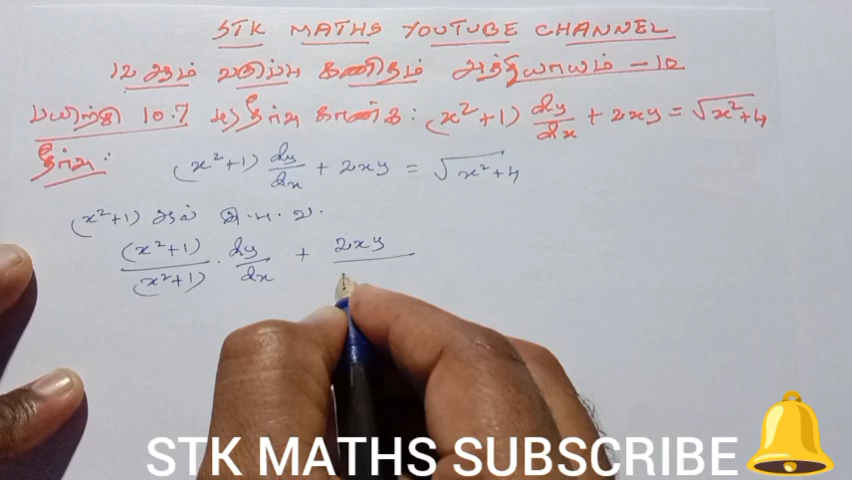 STK MATHS YOUTUBE CHANNEL
12 ஆம் வகுப்பு கணிதம் அத்தியாயம் - 10
பயிற்சி 10.7 4) தீர்வு காண்க : (x²+1) dy/dx + 2xy = √x²+4
தீர்வு :
(x²+1) dy/dx + 2xy = √x²+4
(x²+1) ஆல் இ.ம.வ.
(x²+1)/(x²+1) . dy/dx + 2xy
STK MATHS SUBSCRIBE